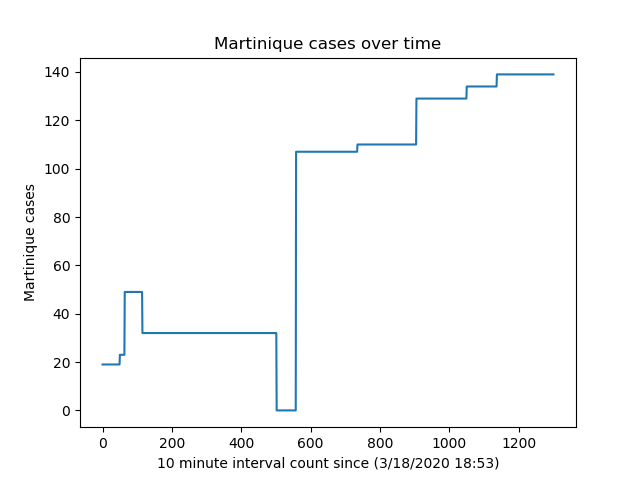 Martinique cases over time
140
120
100
80
60
40
20
0
Martinique cases
0 200 400 600 800 1000 1200
10 minute interval count since (3/18/2020 18:53)